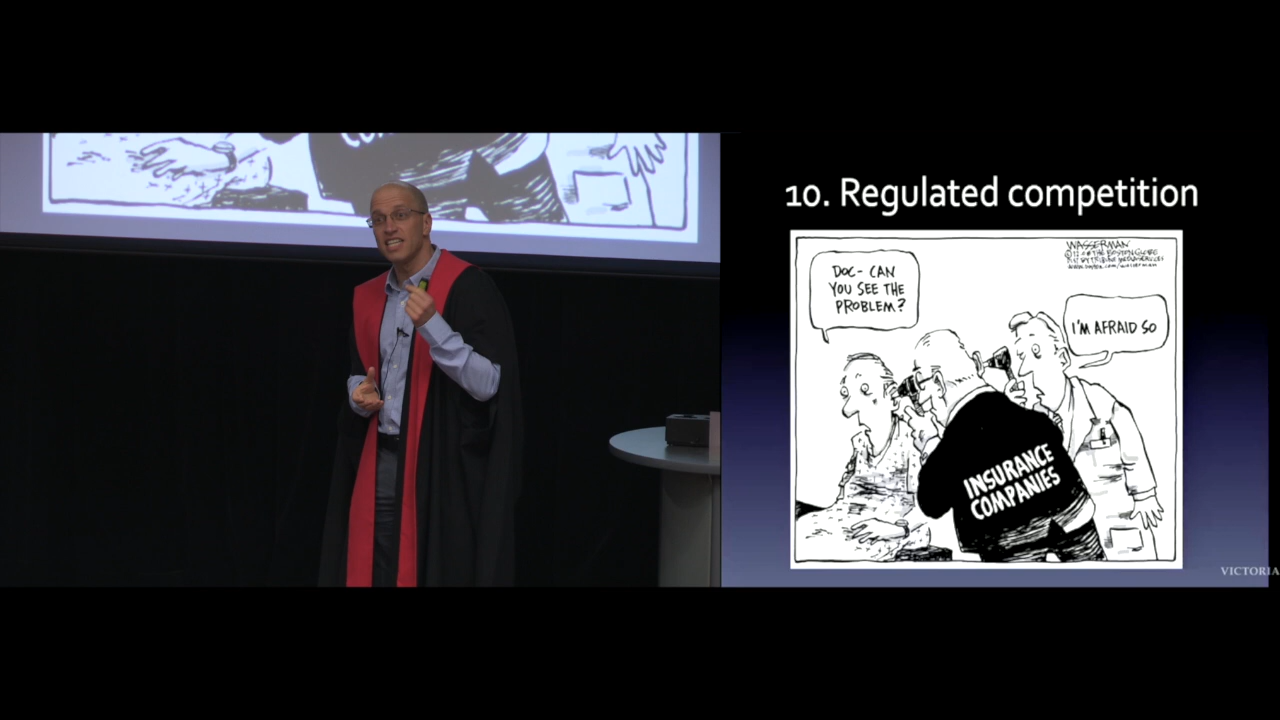 10. Regulated competition
DOC- CAN
YOU SEE THE
PROBLEM?
WASSERMAN
I'M AFRAID SO
INSURANCE
COMPANIES
VICTORIA